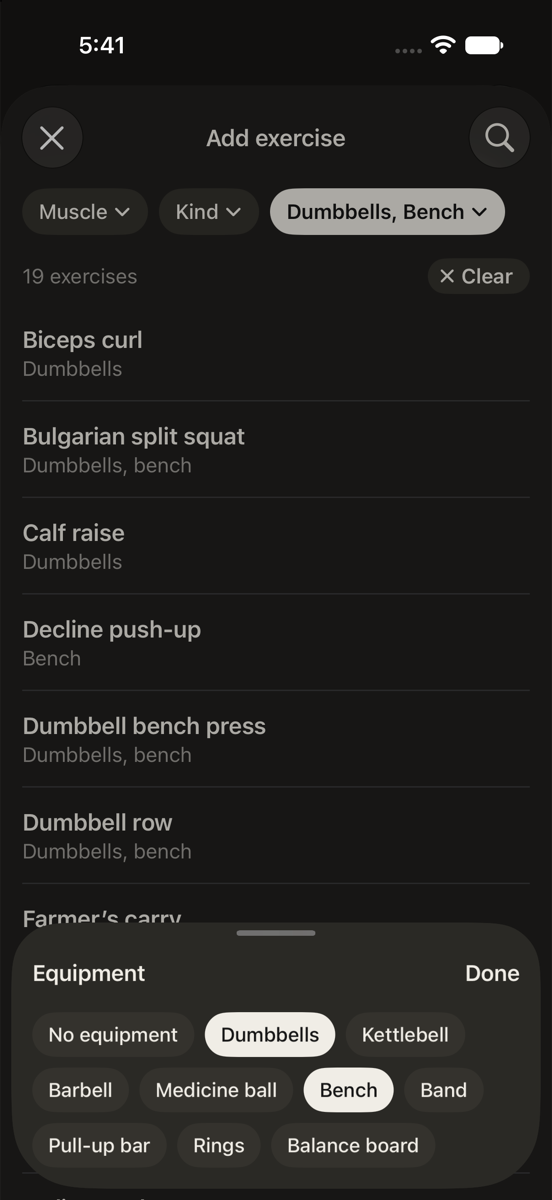 5:41
Add exercise
Muscle Kind Dumbbells, Bench
19 exercises Clear
Biceps curl
Dumbbells
Bulgarian split squat
Dumbbells, bench
Calf raise
Dumbbells
Decline push-up
Bench
Dumbbell bench press
Dumbbells, bench
Dumbbell row
Dumbbells, bench
Farmer’s carry
Equipment Done
No equipment Dumbbells Kettlebell
Barbell Medicine ball Bench Band
Pull-up bar Rings Balance board